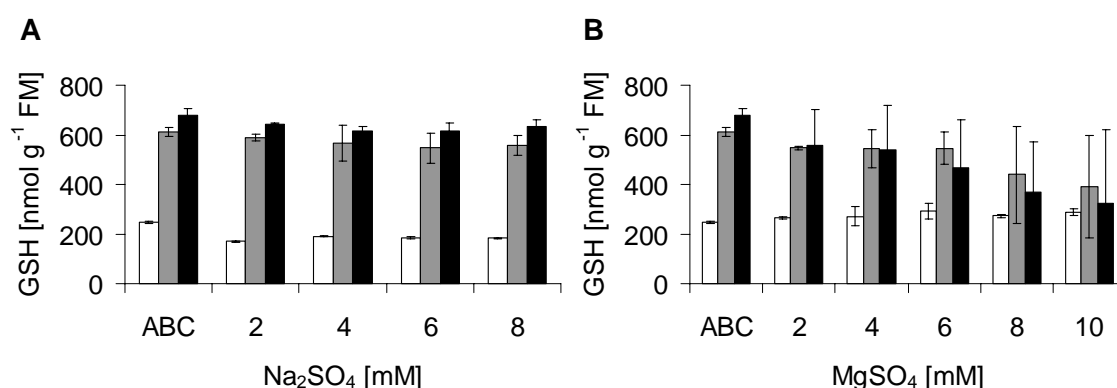 A
GSH [nmol g⁻¹ FM]
800
600
400
200
0
ABC 2 4 6 8
Na₂SO₄ [mM]
B
GSH [nmol g⁻¹ FM]
800
600
400
200
0
ABC 2 4 6 8 10
MgSO₄ [mM]